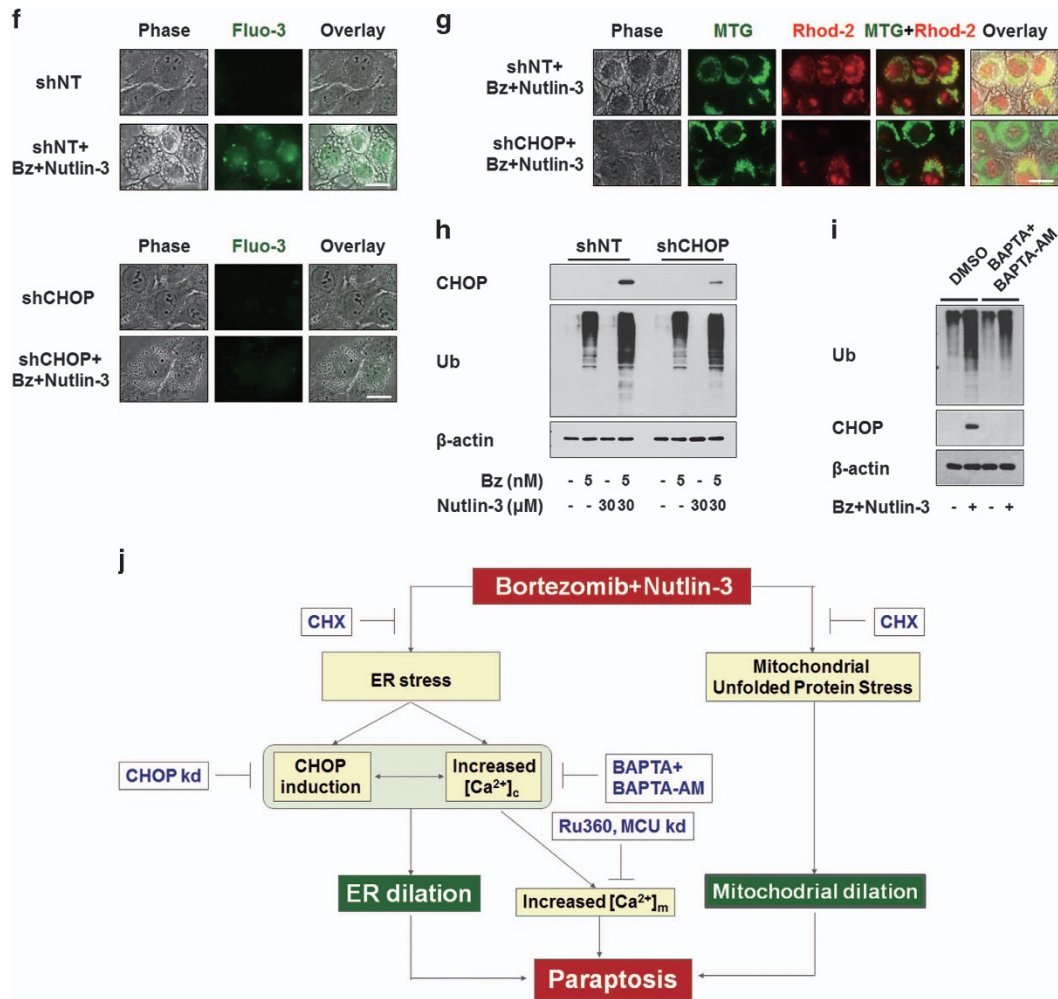 f
Phase Fluo-3 Overlay
shNT
shNT+
Bz+Nutlin-3
Phase Fluo-3 Overlay
shCHOP
shCHOP+
Bz+Nutlin-3
g
Phase MTG Rhod-2 MTG+Rhod-2 Overlay
shNT+
Bz+Nutlin-3
shCHOP+
Bz+Nutlin-3
h
shNT shCHOP
CHOP
Ub
β-actin
Bz (nM) - 5 - 5 - 5 - 5
Nutlin-3 (μM) - - 30 30 - - 30 30
i
DMSO
BAPTA+
BAPTA-AM
Ub
CHOP
β-actin
Bz+Nutlin-3 - + - +
j
Bortezomib+Nutlin-3
CHX
CHX
ER stress
Mitochondrial
Unfolded Protein Stress
CHOP kd
CHOP
induction
Increased
[Ca²⁺]c
BAPTA+
BAPTA-AM
Ru360, MCU kd
ER dilation
Increased [Ca²⁺]m
Mitochodrial dilation
Paraptosis